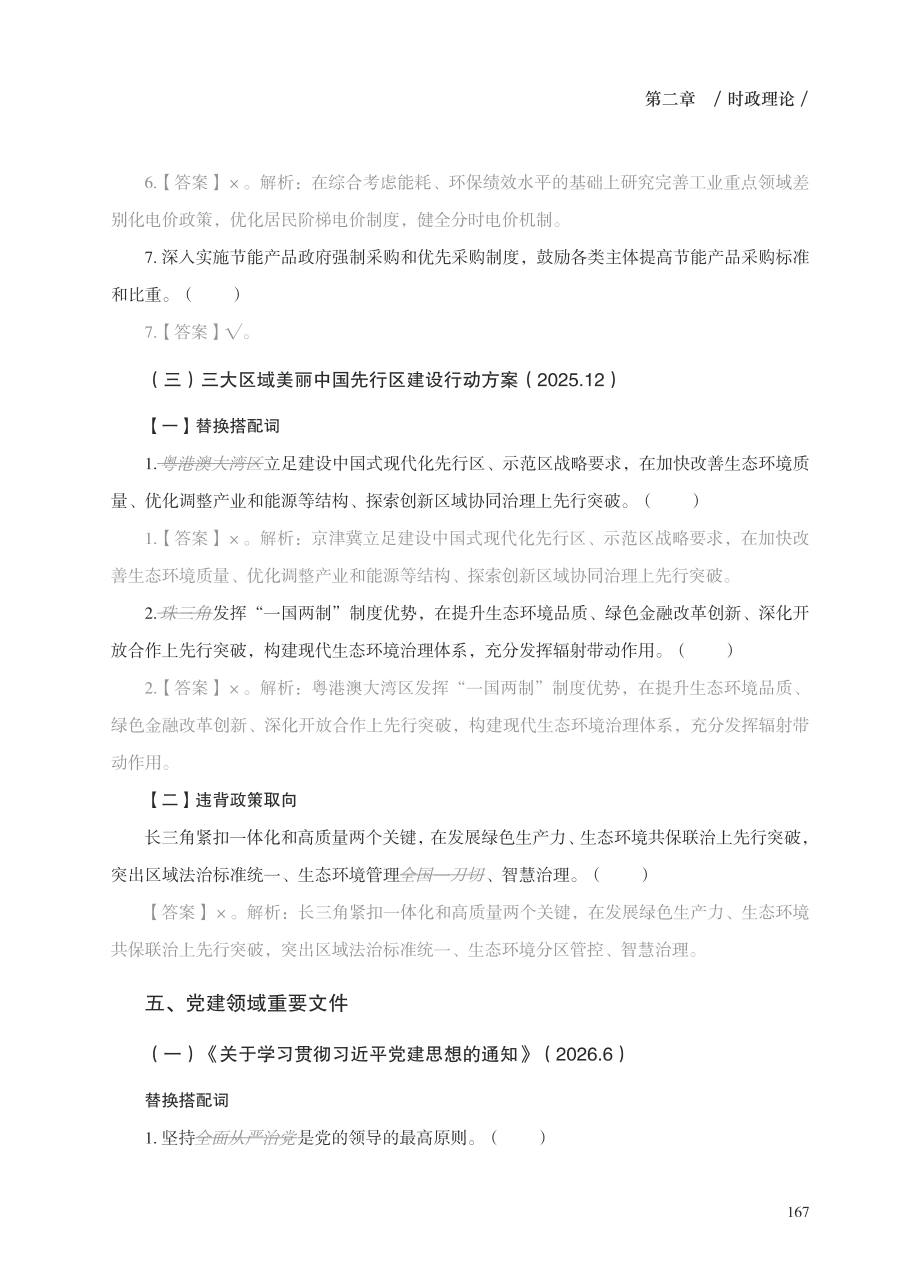 第二章 / 时政理论 /
6.【答案】×。解析：在综合考虑能耗、环保绩效水平的基础上研究完善工业重点领域差
别化电价政策，优化居民阶梯电价制度，健全分时电价机制。
7. 深入实施节能产品政府强制采购和优先采购制度，鼓励各类主体提高节能产品采购标准
和比重。（　　）
7.【答案】√。
（三）三大区域美丽中国先行区建设行动方案（2025.12）
【一】替换搭配词
1. 粤港澳大湾区立足建设中国式现代化先行区、示范区战略要求，在加快改善生态环境质
量、优化调整产业和能源等结构、探索创新区域协同治理上先行突破。（　　）
1.【答案】×。解析：京津冀立足建设中国式现代化先行区、示范区战略要求，在加快改
善生态环境质量、优化调整产业和能源等结构、探索创新区域协同治理上先行突破。
2. 珠三角发挥“一国两制”制度优势，在提升生态环境品质、绿色金融改革创新、深化开
放合作上先行突破，构建现代生态环境治理体系，充分发挥辐射带动作用。（　　）
2.【答案】×。解析：粤港澳大湾区发挥“一国两制”制度优势，在提升生态环境品质、
绿色金融改革创新、深化开放合作上先行突破，构建现代生态环境治理体系，充分发挥辐射带
动作用。
【二】违背政策取向
长三角紧扣一体化和高质量两个关键，在发展绿色生产力、生态环境共保联治上先行突破，
突出区域法治标准统一、生态环境管理全国一刀切、智慧治理。（　　）
【答案】×。解析：长三角紧扣一体化和高质量两个关键，在发展绿色生产力、生态环境
共保联治上先行突破，突出区域法治标准统一、生态环境分区管控、智慧治理。
五、党建领域重要文件
（一）《关于学习贯彻习近平党建思想的通知》（2026.6）
替换搭配词
1. 坚持全面从严治党是党的领导的最高原则。（　　）
167